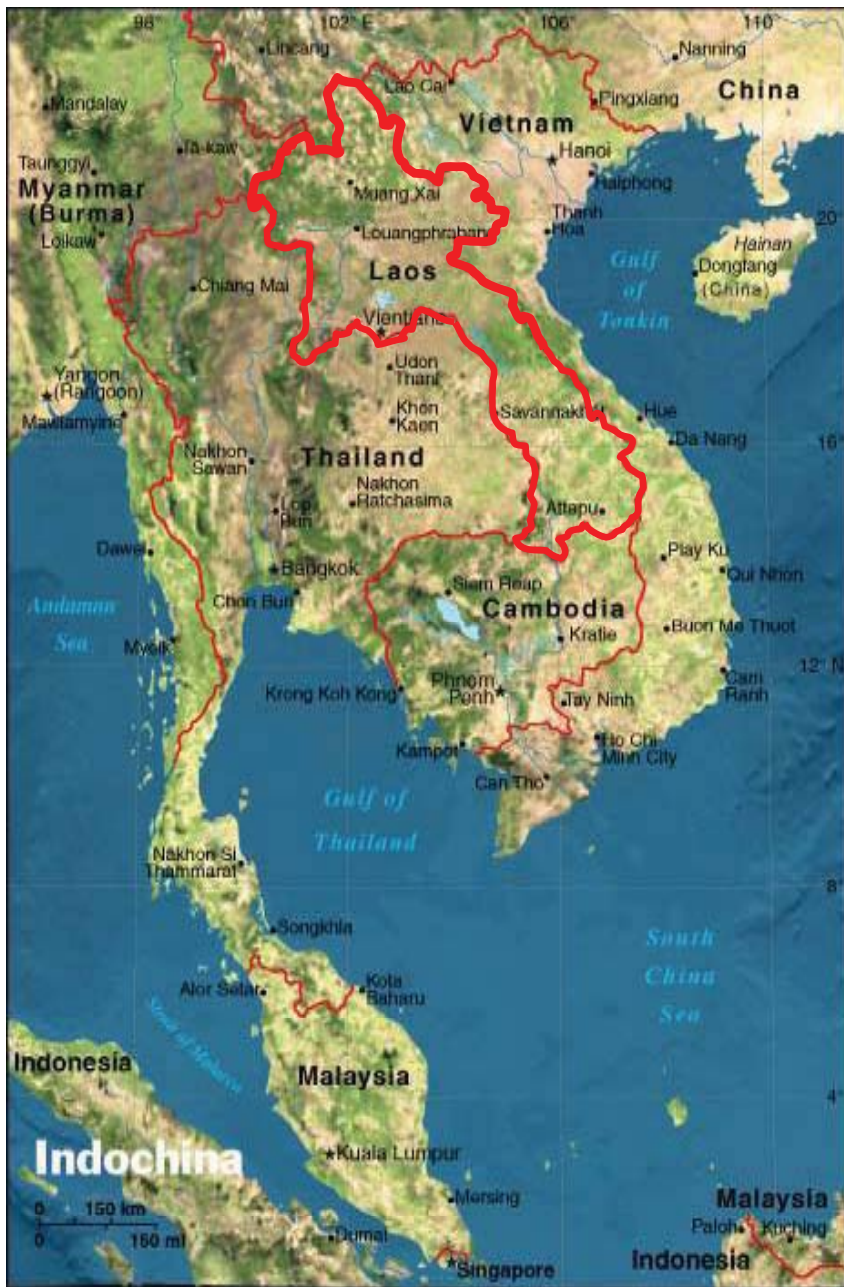 98°
102° E
106°
110
Lincang
Nanning
Lao Cai
China
Mandalay
Pingxiang
Vietnam
Ta-kaw
Hanoi
Taunggyi
Haiphong
Myanmar
(Burma)
Muang Xai
Loikaw
Louangphrabang
Thanh
Hoa
20°
Hainan
Dongfang
(China)
Gulf
of
Tonkin
Laos
Chiang Mai
Vientiane
Udon
Thani
Yangon
(Rangoon)
Mawlamyine
Khon
Kaen
Savannakhet
Hue
Da Nang
16°
Nakhon
Sawan
Thailand
Nakhon
Ratchasima
Lop
Buri
Attapu
Dawei
Bangkok
Play Ku
Qui Nhon
Siem Reap
Chon Buri
Cambodia
Andaman
Sea
Kratie
Buon Me Thuot
Myeik
12° N
Phnom
Penh
Cam
Ranh
Krong Koh Kong
Tay Ninh
Kampot
Ho Chi
Minh City
Can Tho
Gulf of
Thailand
Nakhon Si
Thammarat
8°
Songkhla
South
China
Sea
Alor Setar
Kota
Baharu
Strait of Malacca
Indonesia
Malaysia
4°
Indochina
Kuala Lumpur
0 150 km
0 150 mi
Mersing
Dumai
Singapore
Malaysia
Paloh
Kuching
Indonesia